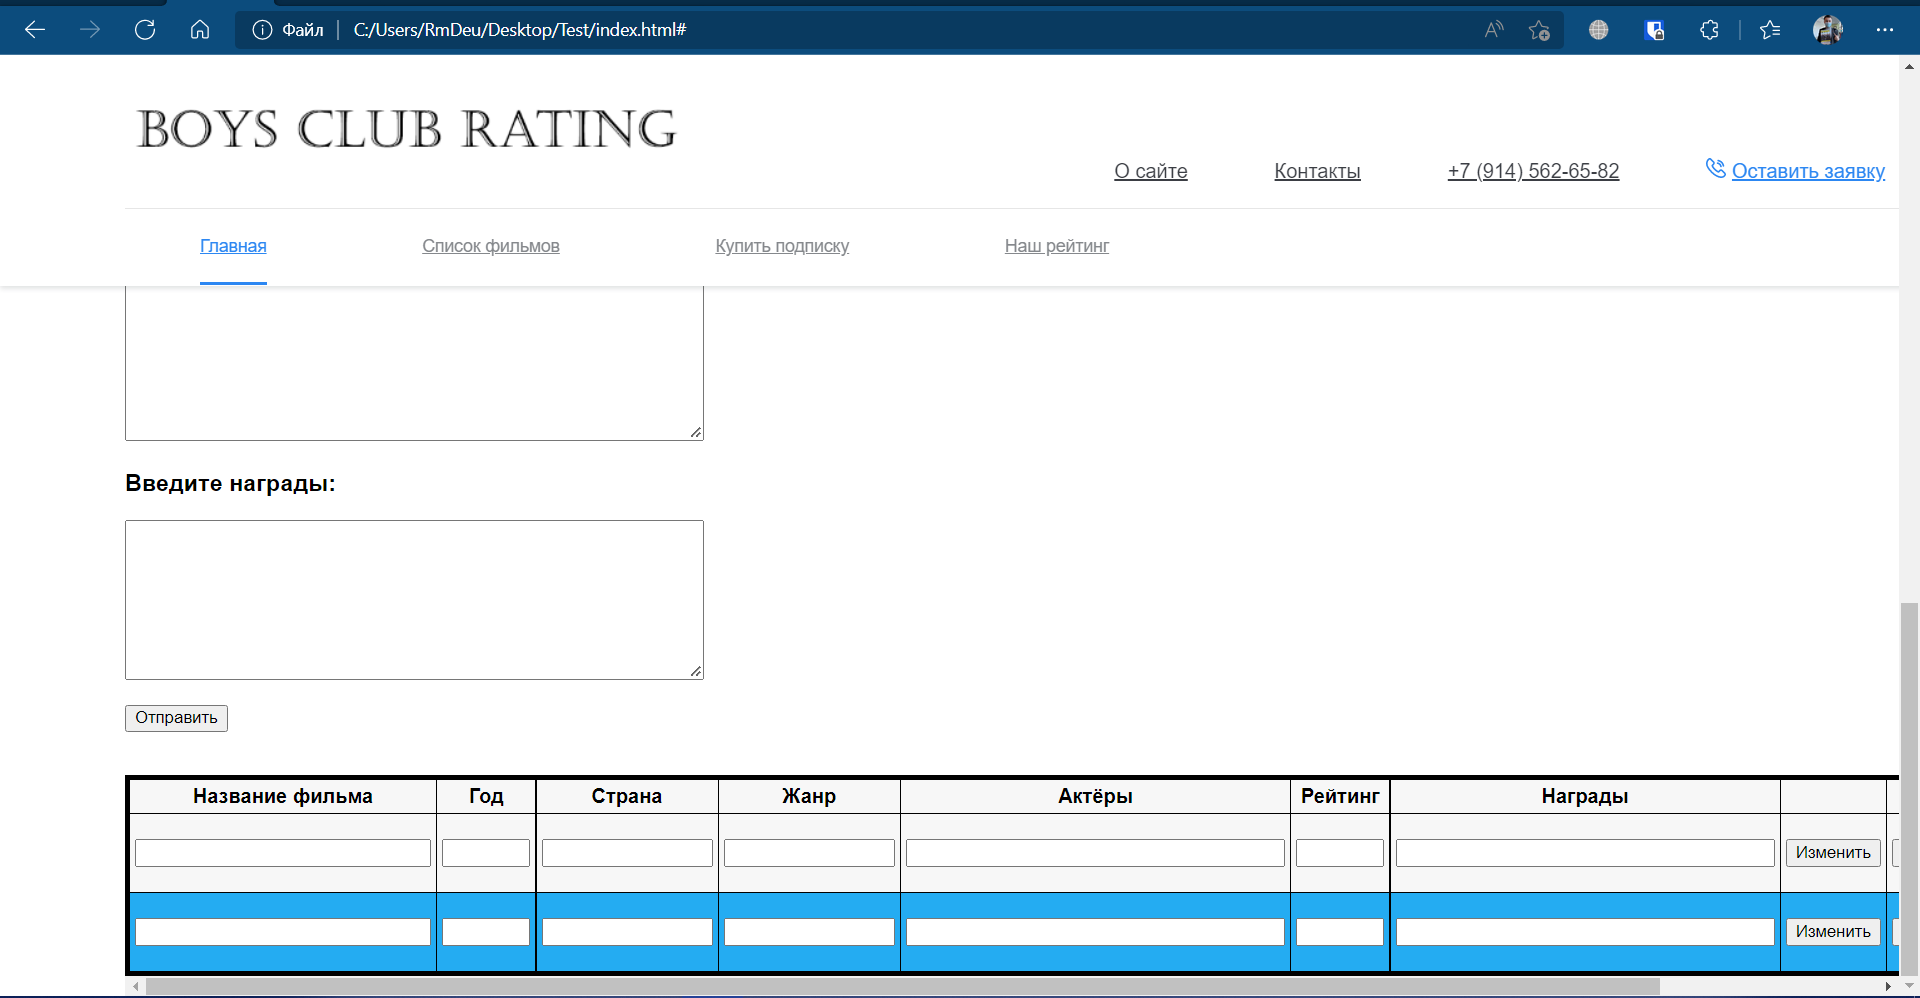 Файл C:/Users/RmDeu/Desktop/Test/index.html#
BOYS CLUB RATING
О сайте Контакты +7 (914) 562-65-82 Оставить заявку
Главная Список фильмов Купить подписку Наш рейтинг
Введите награды:
Отправить
Название фильма Год Страна Жанр Актёры Рейтинг Награды
Изменить
Изменить